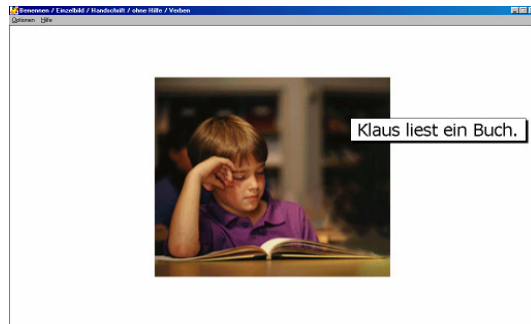 Benennen / Einzelbild / Handschrift / ohne Hilfe / Verben
Optionen Hilfe
Klaus liest ein Buch.